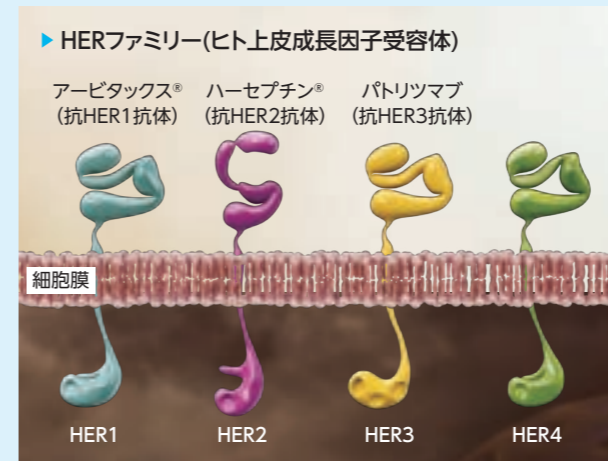 ▶ HERファミリー(ヒト上皮成長因子受容体)
アービタックス® ハーセプチン® パトリツマブ
(抗HER1抗体) (抗HER2抗体) (抗HER3抗体)
細胞膜
HER1 HER2 HER3 HER4